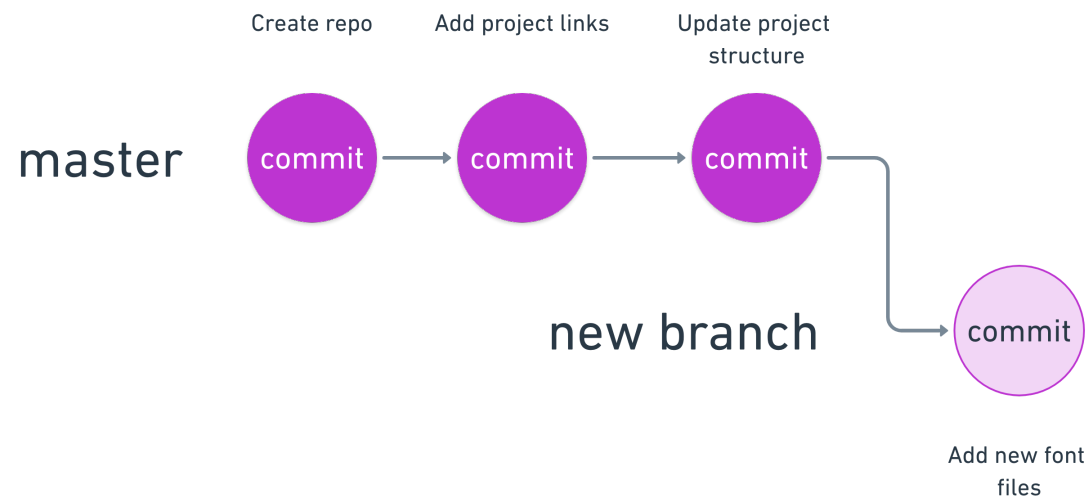 Create repo
Add project links
Update project
structure
master
commit
commit
commit
new branch
commit
Add new font
files